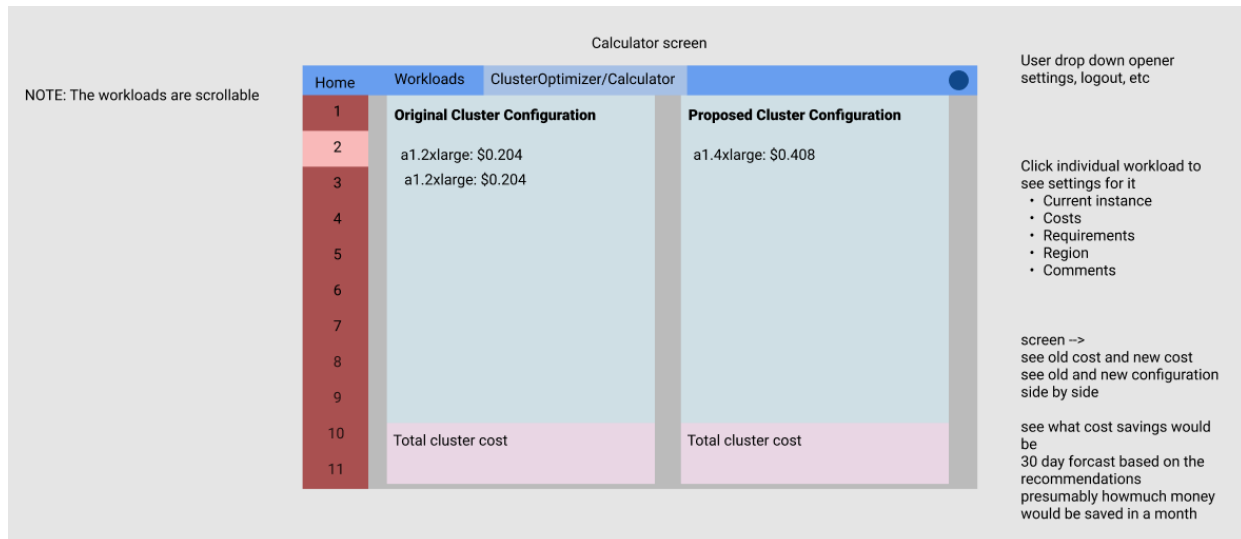 Calculator screen
NOTE: The workloads are scrollable
Home
Workloads
ClusterOptimizer/Calculator
1
2
3
4
5
6
7
8
9
10
11
Original Cluster Configuration
a1.2xlarge: $0.204
a1.2xlarge: $0.204
Total cluster cost
Proposed Cluster Configuration
a1.4xlarge: $0.408
Total cluster cost
User drop down opener
settings, logout, etc
Click individual workload to
see settings for it
• Current instance
• Costs
• Requirements
• Region
• Comments
screen -->
see old cost and new cost
see old and new configuration
side by side
see what cost savings would
be
30 day forcast based on the
recommendations
presumably howmuch money
would be saved in a month